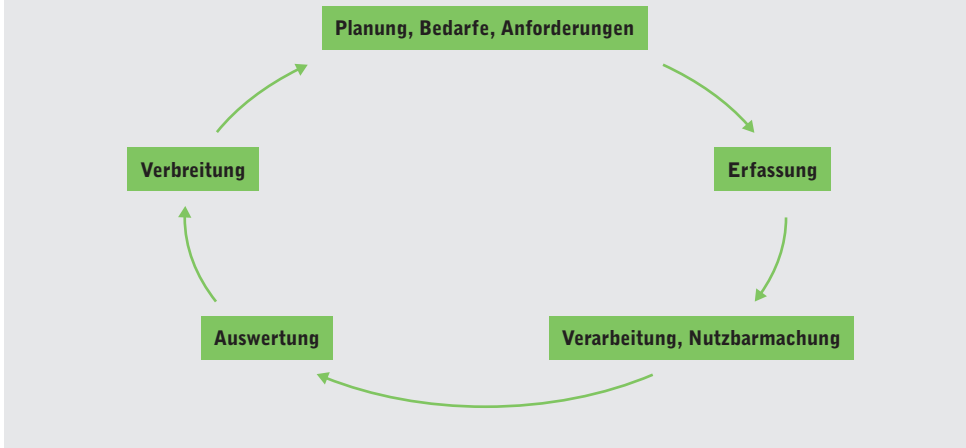 Planung, Bedarfe, Anforderungen
Verbreitung
Erfassung
Auswertung
Verarbeitung, Nutzbarmachung